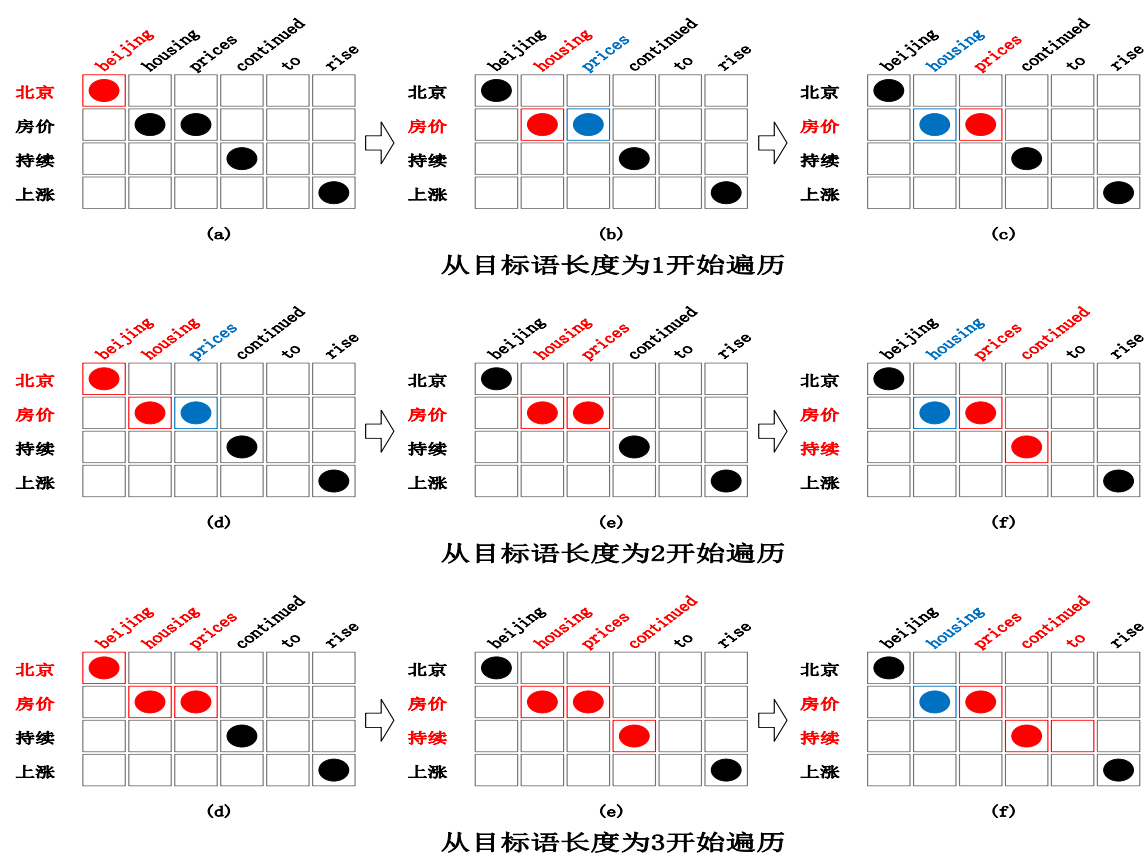 beijing housing prices continued to rise beijing housing prices continued to rise beijing housing prices continued to rise
北京 北京 北京
房价 房价 房价
持续 持续 持续
上涨 上涨 上涨
(a) (b) (c)
从目标语长度为1开始遍历
beijing housing prices continued to rise beijing housing prices continued to rise beijing housing prices continued to rise
北京 北京 北京
房价 房价 房价
持续 持续 持续
上涨 上涨 上涨
(d) (e) (f)
从目标语长度为2开始遍历
beijing housing prices continued to rise beijing housing prices continued to rise beijing housing prices continued to rise
北京 北京 北京
房价 房价 房价
持续 持续 持续
上涨 上涨 上涨
(d) (e) (f)
从目标语长度为3开始遍历